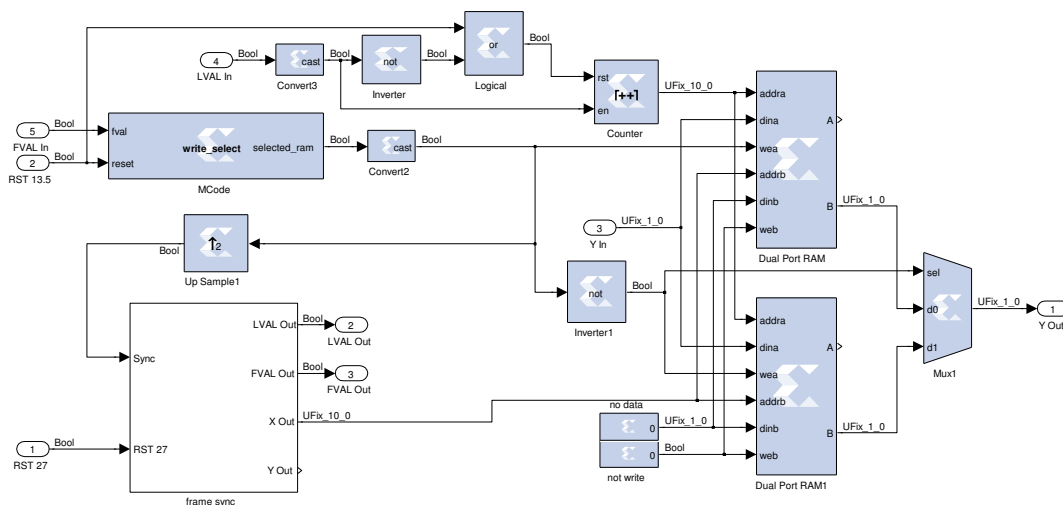 Bool
or
Bool
Logical
4
LVAL In
Bool
cast
Convert3
Bool
not
Inverter
Bool
rst
en
[++]
Counter
UFix_10_0
5
FVAL In
Bool
2
RST 13.5
Bool
fval
reset
write_select
selected_ram
MCode
Bool
cast
Convert2
Bool
addra
dina
wea
addrb
dinb
web
A
B
Dual Port RAM
UFix_1_0
3
Y In
UFix_1_0
Bool
↑2
Up Sample1
not
Inverter1
Bool
sel
d0
d1
Mux1
UFix_1_0
1
Y Out
Sync
RST 27
LVAL Out
FVAL Out
X Out
Y Out
frame sync
Bool
2
LVAL Out
Bool
3
FVAL Out
UFix_10_0
1
RST 27
Bool
no data
0
UFix_1_0
0
Bool
not write
addra
dina
wea
addrb
dinb
web
A
B
Dual Port RAM1
UFix_1_0